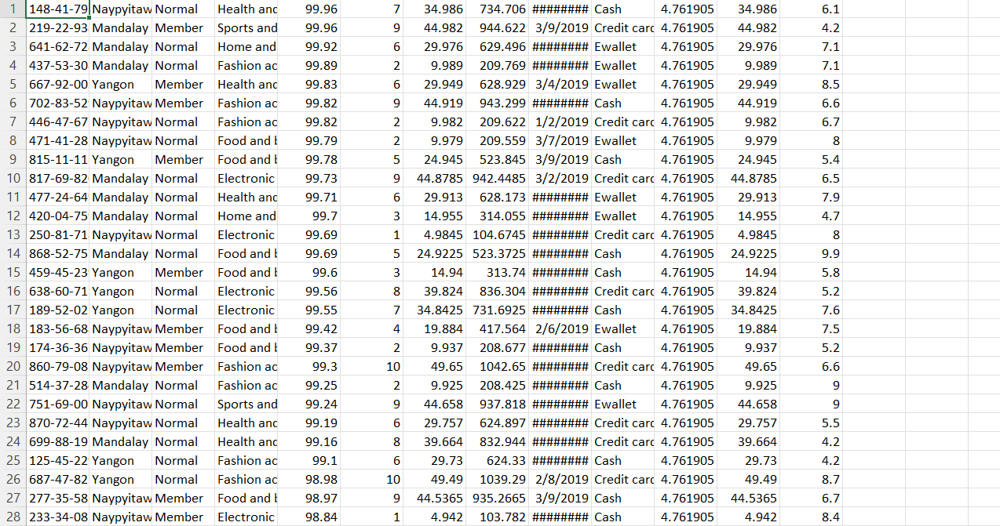 1 148-41-79 Naypyitaw Normal Health and 99.96 7 34.986 734.706 ######## Cash 4.761905 34.986 6.1
2 219-22-93 Mandalay Member Sports and 99.96 9 44.982 944.622 3/9/2019 Credit card 4.761905 44.982 4.2
3 641-62-72 Mandalay Normal Home and 99.92 6 29.976 629.496 ######## Ewallet 4.761905 29.976 7.1
4 437-53-30 Mandalay Normal Fashion ac 99.89 2 9.989 209.769 ######## Ewallet 4.761905 9.989 7.1
5 667-92-00 Yangon Member Health and 99.83 6 29.949 628.929 3/4/2019 Ewallet 4.761905 29.949 8.5
6 702-83-52 Naypyitaw Member Fashion ac 99.82 9 44.919 943.299 ######## Cash 4.761905 44.919 6.6
7 446-47-67 Naypyitaw Normal Fashion ac 99.82 2 9.982 209.622 1/2/2019 Credit card 4.761905 9.982 6.7
8 471-41-28 Naypyitaw Normal Food and b 99.79 2 9.979 209.559 3/7/2019 Ewallet 4.761905 9.979 8
9 815-11-11 Yangon Member Food and b 99.78 5 24.945 523.845 3/9/2019 Cash 4.761905 24.945 5.4
10 817-69-82 Mandalay Normal Electronic 99.73 9 44.8785 942.4485 3/2/2019 Credit card 4.761905 44.8785 6.5
11 477-24-64 Mandalay Normal Health and 99.71 6 29.913 628.173 ######## Ewallet 4.761905 29.913 7.9
12 420-04-75 Mandalay Normal Home and 99.7 3 14.955 314.055 ######## Ewallet 4.761905 14.955 4.7
13 250-81-71 Naypyitaw Normal Electronic 99.69 1 4.9845 104.6745 ######## Credit card 4.761905 4.9845 8
14 868-52-75 Mandalay Normal Food and b 99.69 5 24.9225 523.3725 ######## Cash 4.761905 24.9225 9.9
15 459-45-23 Yangon Member Food and b 99.6 3 14.94 313.74 ######## Cash 4.761905 14.94 5.8
16 638-60-71 Yangon Normal Electronic 99.56 8 39.824 836.304 ######## Credit card 4.761905 39.824 5.2
17 189-52-02 Yangon Normal Electronic 99.55 7 34.8425 731.6925 ######## Cash 4.761905 34.8425 7.6
18 183-56-68 Naypyitaw Member Food and b 99.42 4 19.884 417.564 2/6/2019 Ewallet 4.761905 19.884 7.5
19 174-36-36 Naypyitaw Member Food and b 99.37 2 9.937 208.677 ######## Cash 4.761905 9.937 5.2
20 860-79-08 Naypyitaw Member Fashion ac 99.3 10 49.65 1042.65 ######## Credit card 4.761905 49.65 6.6
21 514-37-28 Mandalay Normal Fashion ac 99.25 2 9.925 208.425 ######## Cash 4.761905 9.925 9
22 751-69-00 Naypyitaw Normal Sports and 99.24 9 44.658 937.818 ######## Ewallet 4.761905 44.658 9
23 870-72-44 Naypyitaw Normal Health and 99.19 6 29.757 624.897 ######## Credit card 4.761905 29.757 5.5
24 699-88-19 Mandalay Normal Health and 99.16 8 39.664 832.944 ######## Credit card 4.761905 39.664 4.2
25 125-45-22 Yangon Normal Fashion ac 99.1 6 29.73 624.33 ######## Cash 4.761905 29.73 4.2
26 687-47-82 Yangon Normal Fashion ac 98.98 10 49.49 1039.29 2/8/2019 Credit card 4.761905 49.49 8.7
27 277-35-58 Naypyitaw Member Food and b 98.97 9 44.5365 935.2665 3/9/2019 Cash 4.761905 44.5365 6.7
28 233-34-08 Naypyitaw Member Electronic 98.84 1 4.942 103.782 ######## Cash 4.761905 4.942 8.4